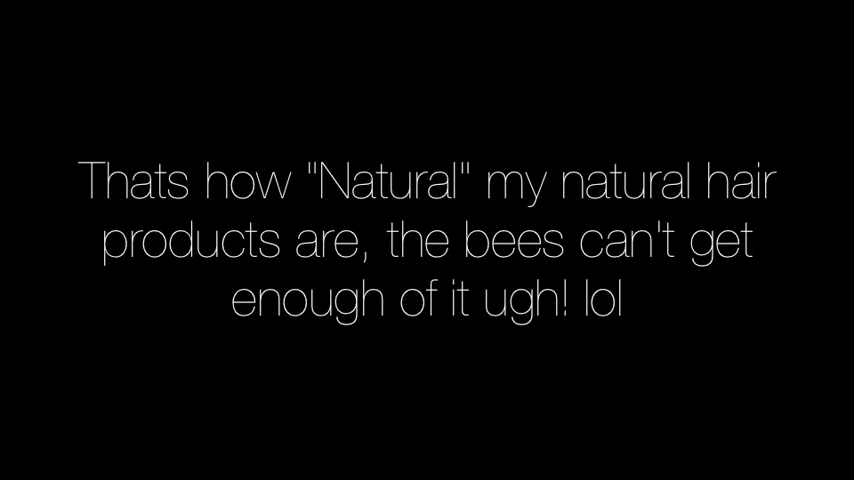 Thats how "Natural" my natural hair
products are, the bees can't get
enough of it ugh! lol